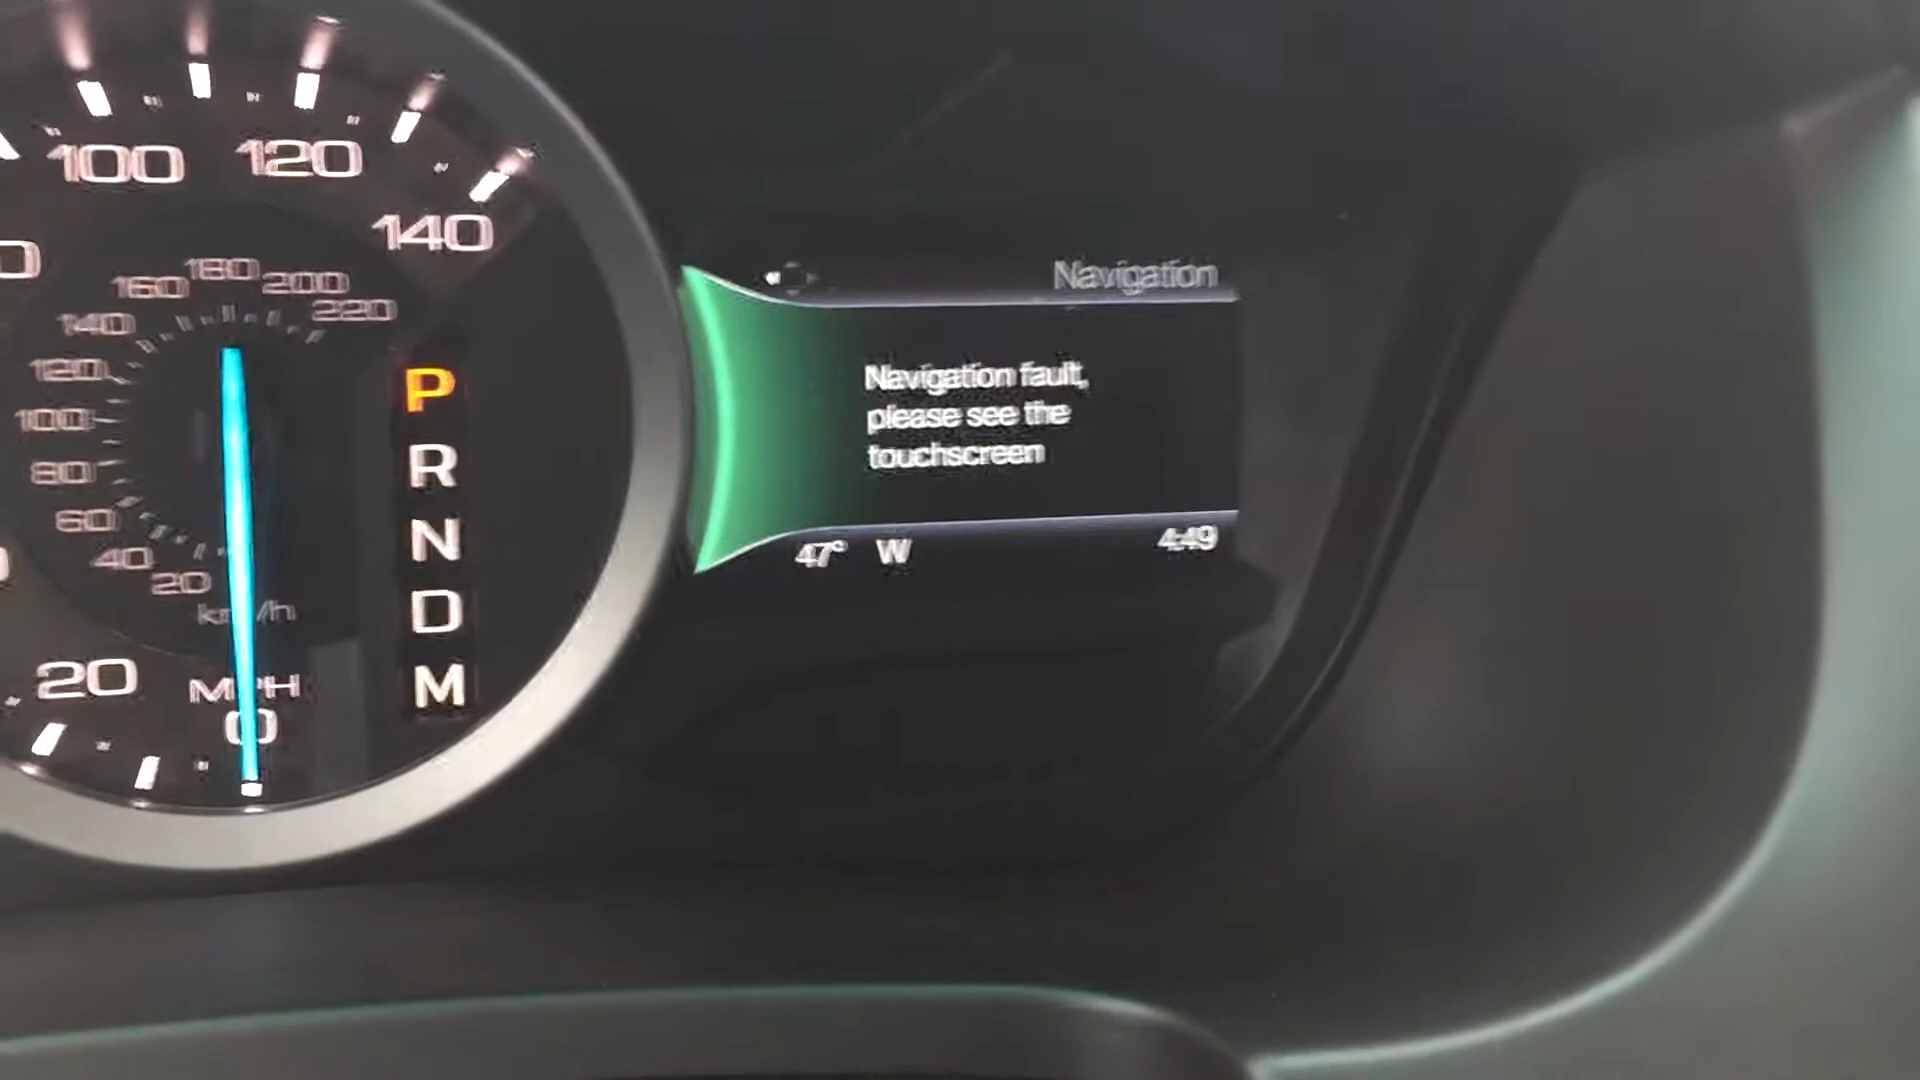 100
120
140
180
160
200
140
220
120
100
80
60
40
20
km/h
20
MPH
0
P
R
N
D
M
Navigation
Navigation fault,
please see the
touchscreen
47° W
4:49